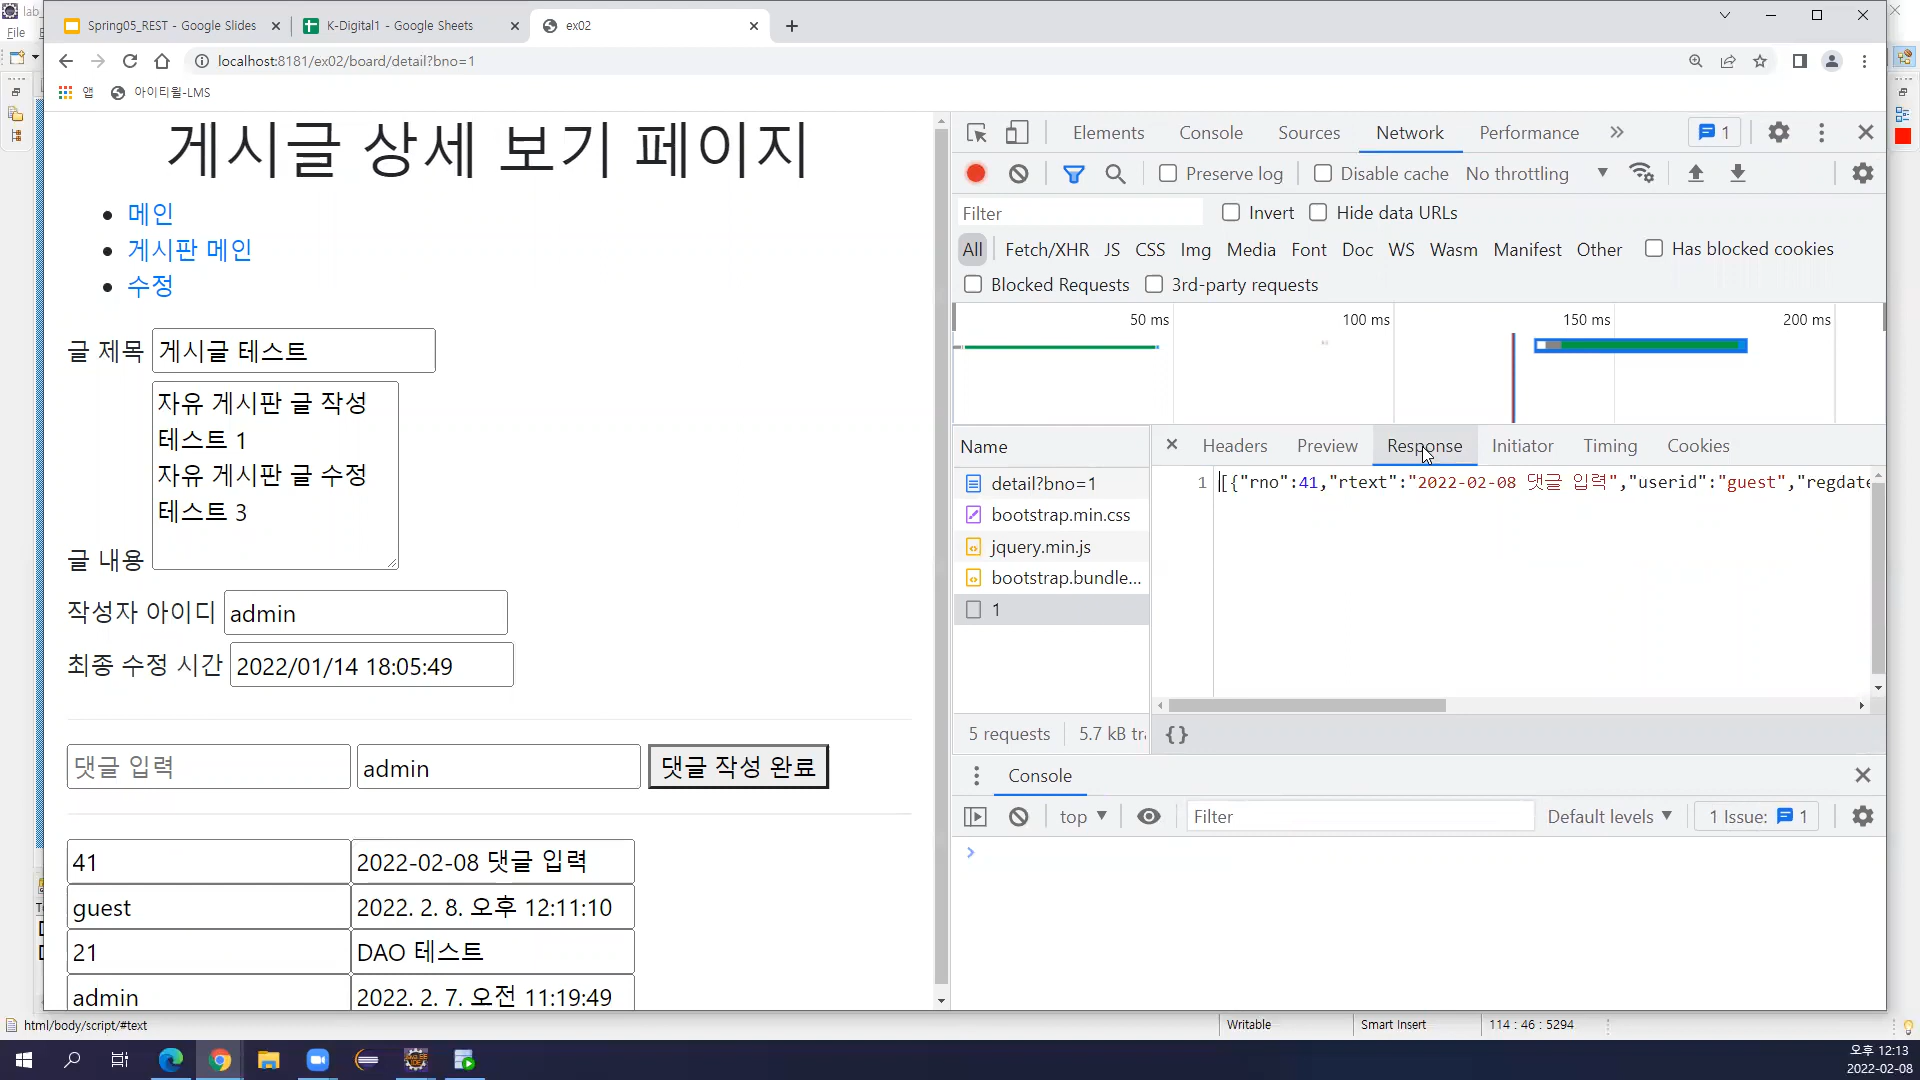 lab_
File
Spring05_REST - Google Slides
K-Digital1 - Google Sheets
ex02
localhost:8181/ex02/board/detail?bno=1
앱
아이티윌-LMS
게시글 상세 보기 페이지
메인
게시판 메인
수정
글 제목 게시글 테스트
자유 게시판 글 작성
테스트 1
자유 게시판 글 수정
테스트 3
글 내용
작성자 아이디 admin
최종 수정 시간 2022/01/14 18:05:49
댓글 입력 admin 댓글 작성 완료
41 2022-02-08 댓글 입력
guest 2022. 2. 8. 오후 12:11:10
21 DAO 테스트
admin 2022. 2. 7. 오전 11:19:49
Elements Console Sources Network Performance 1
Preserve log Disable cache No throttling
Filter Invert Hide data URLs
All Fetch/XHR JS CSS Img Media Font Doc WS Wasm Manifest Other Has blocked cookies
Blocked Requests 3rd-party requests
50 ms 100 ms 150 ms 200 ms
Name Headers Preview Response Initiator Timing Cookies
detail?bno=1
bootstrap.min.css
jquery.min.js
bootstrap.bundle...
1
1 [{"rno":41,"rtext":"2022-02-08 댓글 입력","userid":"guest","regdate
5 requests 5.7 kB tra {}
Console
top Filter Default levels 1 Issue: 1
html/body/script/#text Writable Smart Insert 114 : 46 : 5294
오후 12:13
2022-02-08